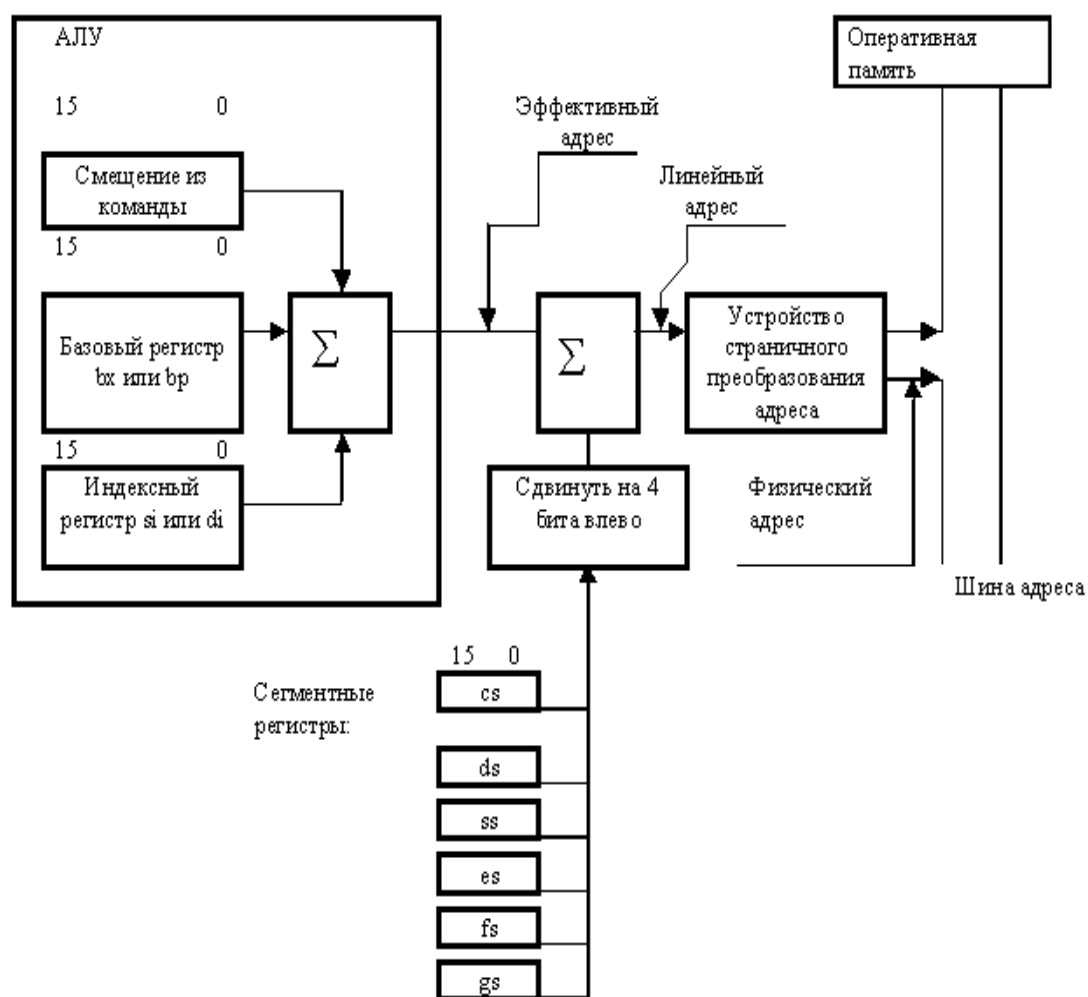 АЛУ
Оперативная
память
15 0
Эффективный
адрес
Смещение из
команды
Линейный
адрес
15 0
Базовый регистр
bx или bp
Σ
Σ
Устройство
страничного
преобразования
адреса
15 0
Индексный
регистр si или di
Сдвинуть на 4
бита влево
Физический
адрес
Шина адреса
15 0
Сегментные
регистры:
cs
ds
ss
es
fs
gs